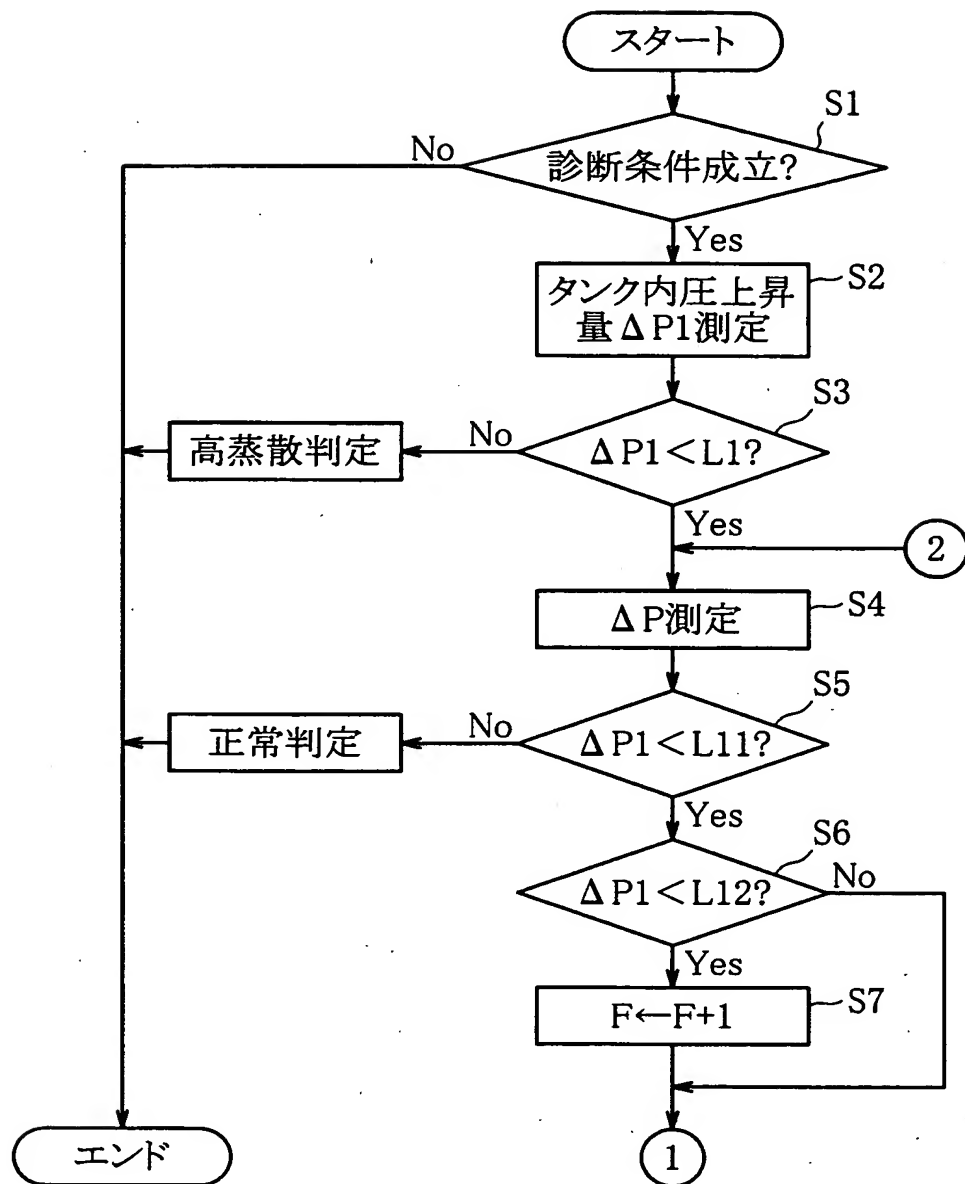 スタート
S1
No
診断条件成立?
Yes
S2
タンク内圧上昇
量ΔP1測定
S3
高蒸散判定
No
ΔP1<L1?
Yes
2
S4
ΔP測定
S5
正常判定
No
ΔP1<L11?
Yes
S6
ΔP1<L12?
No
Yes
S7
F←F+1
エンド
1